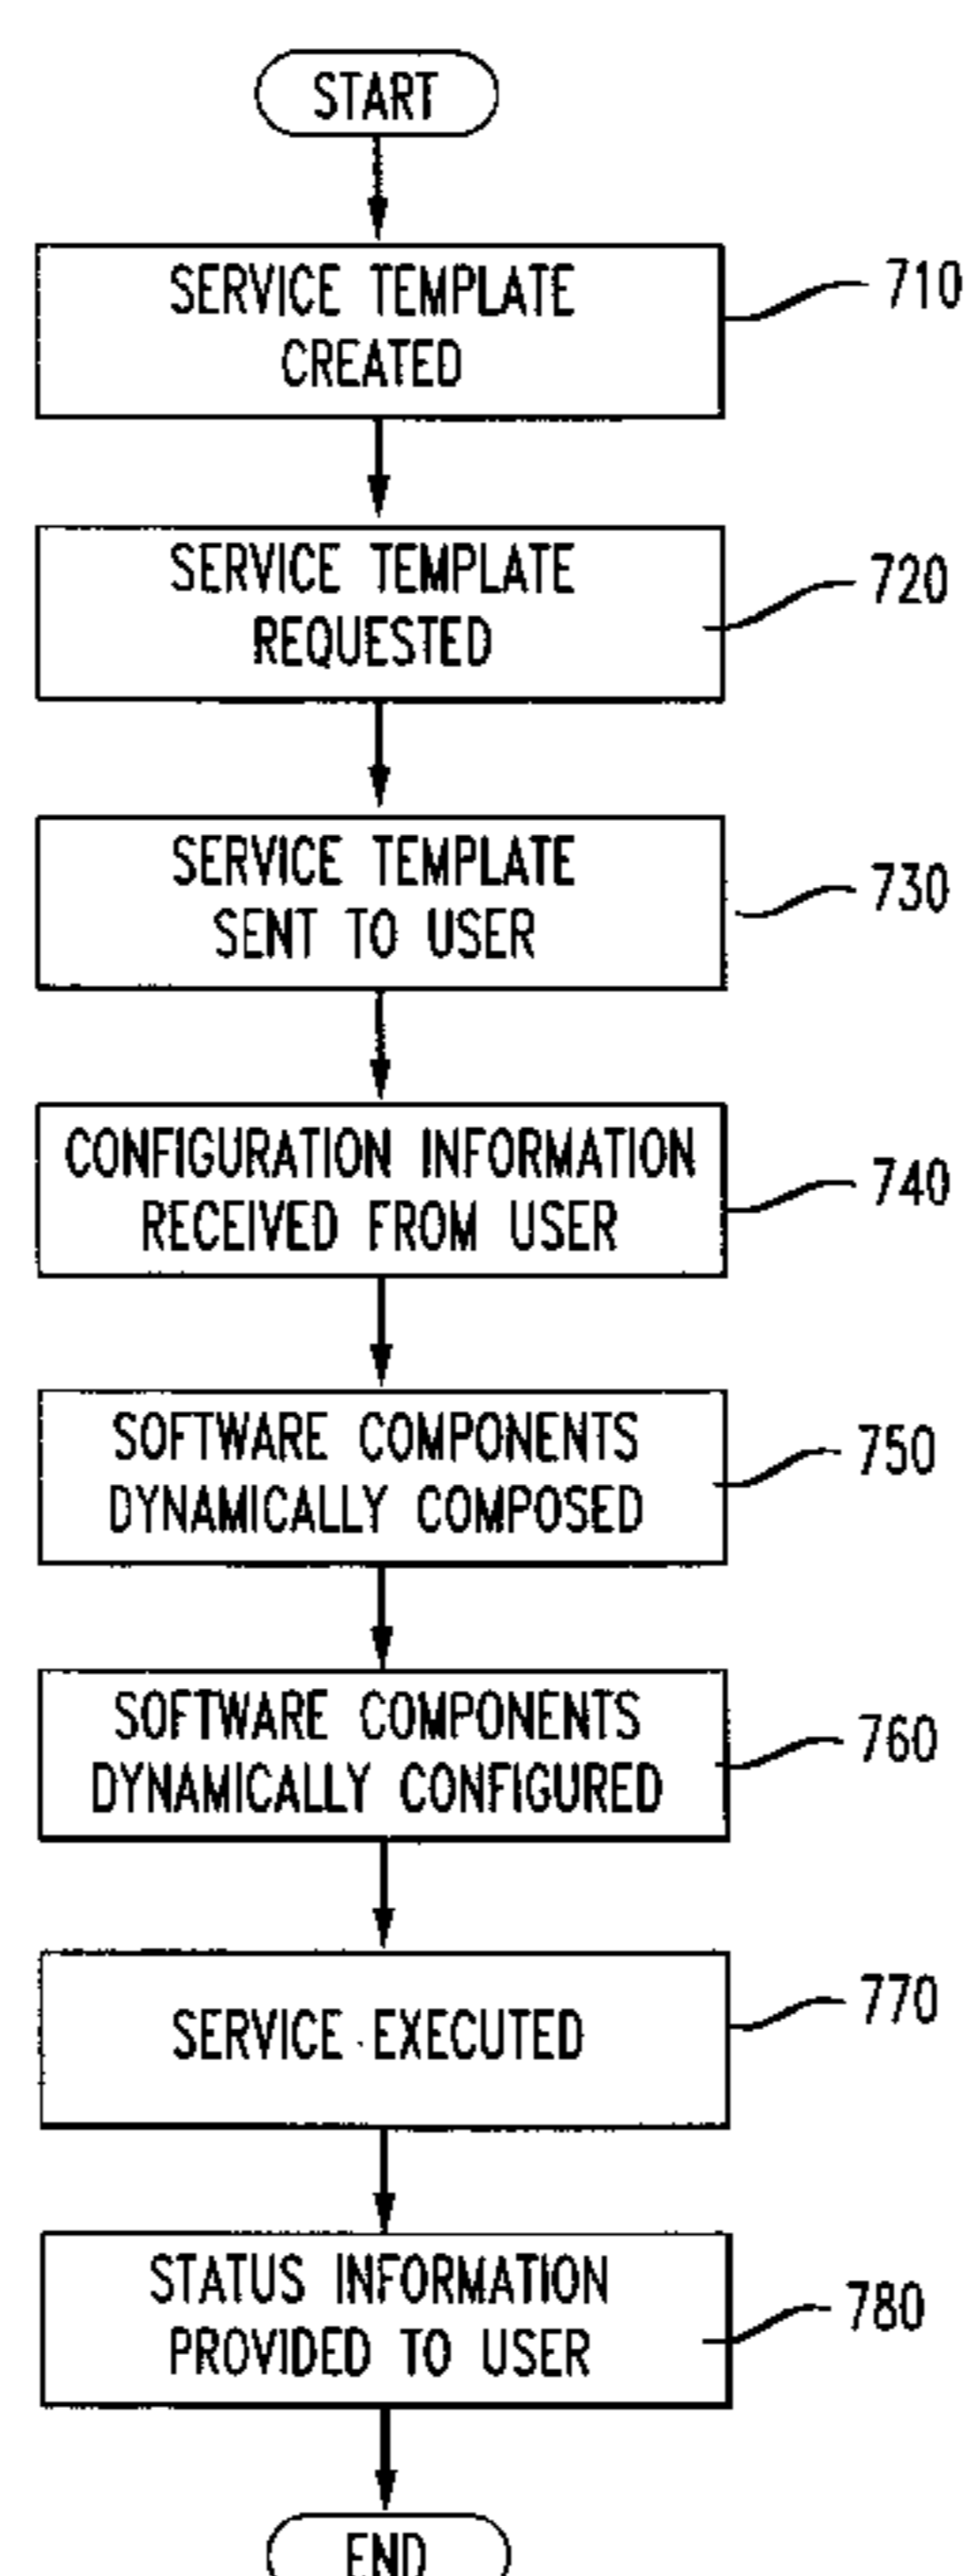 START
SERVICE TEMPLATE
CREATED
710
SERVICE TEMPLATE
REQUESTED
720
SERVICE TEMPLATE
SENT TO USER
730
CONFIGURATION INFORMATION
RECEIVED FROM USER
740
SOFTWARE COMPONENTS
DYNAMICALLY COMPOSED
750
SOFTWARE COMPONENTS
DYNAMICALLY CONFIGURED
760
SERVICE EXECUTED
770
STATUS INFORMATION
PROVIDED TO USER
780
END